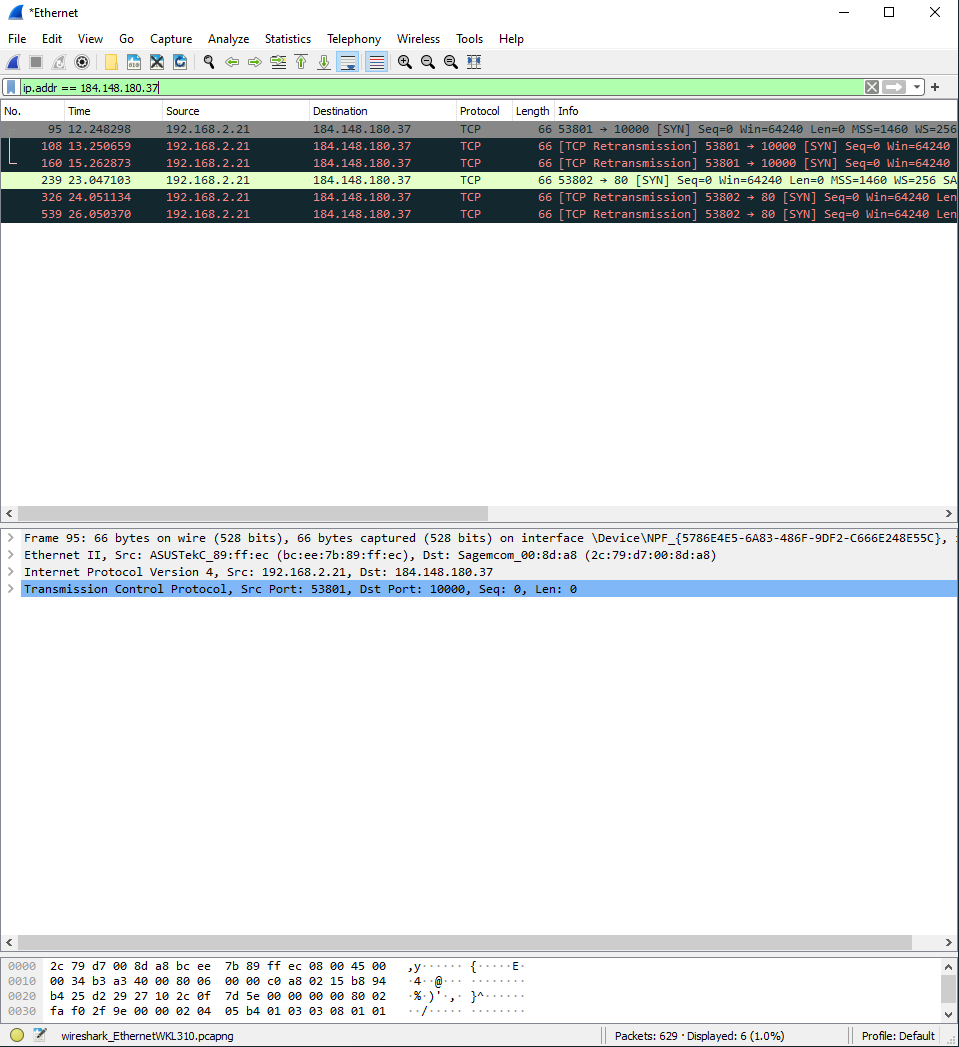 *Ethernet
File Edit View Go Capture Analyze Statistics Telephony Wireless Tools Help
ip.addr == 184.148.180.37
No. Time Source Destination Protocol Length Info
95 12.248298 192.168.2.21 184.148.180.37 TCP 66 53801 → 10000 [SYN] Seq=0 Win=64240 Len=0 MSS=1460 WS=256
108 13.250659 192.168.2.21 184.148.180.37 TCP 66 [TCP Retransmission] 53801 → 10000 [SYN] Seq=0 Win=64240
160 15.262873 192.168.2.21 184.148.180.37 TCP 66 [TCP Retransmission] 53801 → 10000 [SYN] Seq=0 Win=64240
239 23.047103 192.168.2.21 184.148.180.37 TCP 66 53802 → 80 [SYN] Seq=0 Win=64240 Len=0 MSS=1460 WS=256 SA
326 24.051134 192.168.2.21 184.148.180.37 TCP 66 [TCP Retransmission] 53802 → 80 [SYN] Seq=0 Win=64240 Len
539 26.050370 192.168.2.21 184.148.180.37 TCP 66 [TCP Retransmission] 53802 → 80 [SYN] Seq=0 Win=64240 Len
Frame 95: 66 bytes on wire (528 bits), 66 bytes captured (528 bits) on interface \Device\NPF_{5786E4E5-6A83-486F-9DF2-C666E248E55C},
Ethernet II, Src: ASUSTekC_89:ff:ec (bc:ee:7b:89:ff:ec), Dst: Sagemcom_00:8d:a8 (2c:79:d7:00:8d:a8)
Internet Protocol Version 4, Src: 192.168.2.21, Dst: 184.148.180.37
Transmission Control Protocol, Src Port: 53801, Dst Port: 10000, Seq: 0, Len: 0
0000 2c 79 d7 00 8d a8 bc ee 7b 89 ff ec 08 00 45 00 ,y······ {·····E·
0010 00 34 b3 a3 40 00 80 06 00 00 c0 a8 02 15 b8 94 ·4··@··· ········
0020 b4 25 d2 29 27 10 2c 0f 7d 5e 00 00 00 00 80 02 ·%·)'·,· }^······
0030 fa f0 2f 9e 00 00 02 04 05 b4 01 03 03 08 01 01 ··/····· ········
wireshark_EthernetWKL310.pcapng Packets: 629 · Displayed: 6 (1.0%) Profile: Default